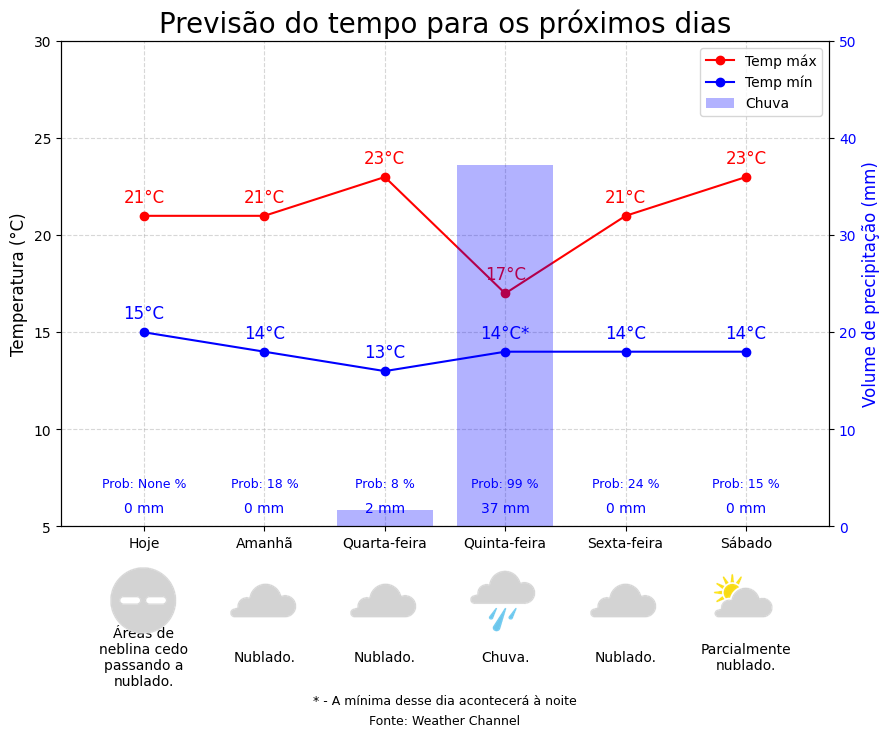 Previsão do tempo para os próximos dias
30
25
20
15
10
5
Temperatura (°C)
50
40
30
20
10
0
Volume de precipitação (mm)
Temp máx
Temp mín
Chuva
21°C
21°C
23°C
17°C
21°C
23°C
15°C
14°C
13°C
14°C*
14°C
14°C
Prob: None %
Prob: 18 %
Prob: 8 %
Prob: 99 %
Prob: 24 %
Prob: 15 %
0 mm
0 mm
2 mm
37 mm
0 mm
0 mm
Hoje
Amanhã
Quarta-feira
Quinta-feira
Sexta-feira
Sábado
Áreas de
neblina cedo
passando a
nublado.
Nublado.
Nublado.
Chuva.
Nublado.
Parcialmente
nublado.
* - A mínima desse dia acontecerá à noite
Fonte: Weather Channel